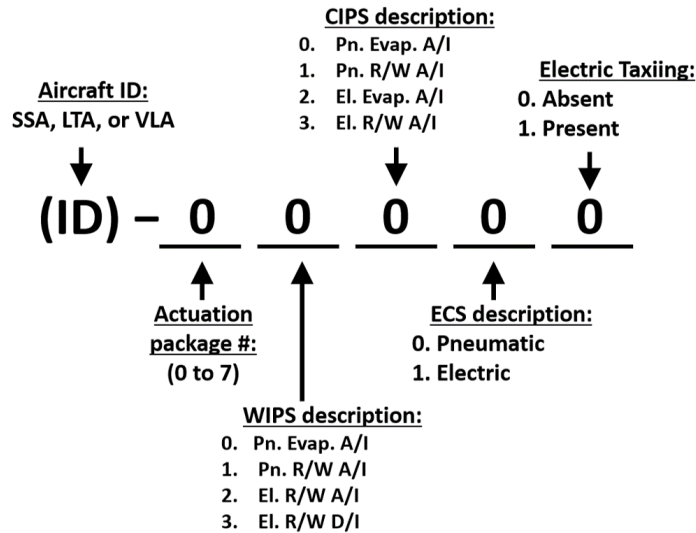 CIPS description:
0. Pn. Evap. A/I
1. Pn. R/W A/I
2. El. Evap. A/I
3. El. R/W A/I
Electric Taxiing:
0. Absent
1. Present
Aircraft ID:
SSA, LTA, or VLA
(ID) – 0 0 0 0 0
Actuation
package #:
(0 to 7)
ECS description:
0. Pneumatic
1. Electric
WIPS description:
0. Pn. Evap. A/I
1. Pn. R/W A/I
2. El. R/W A/I
3. El. R/W D/I